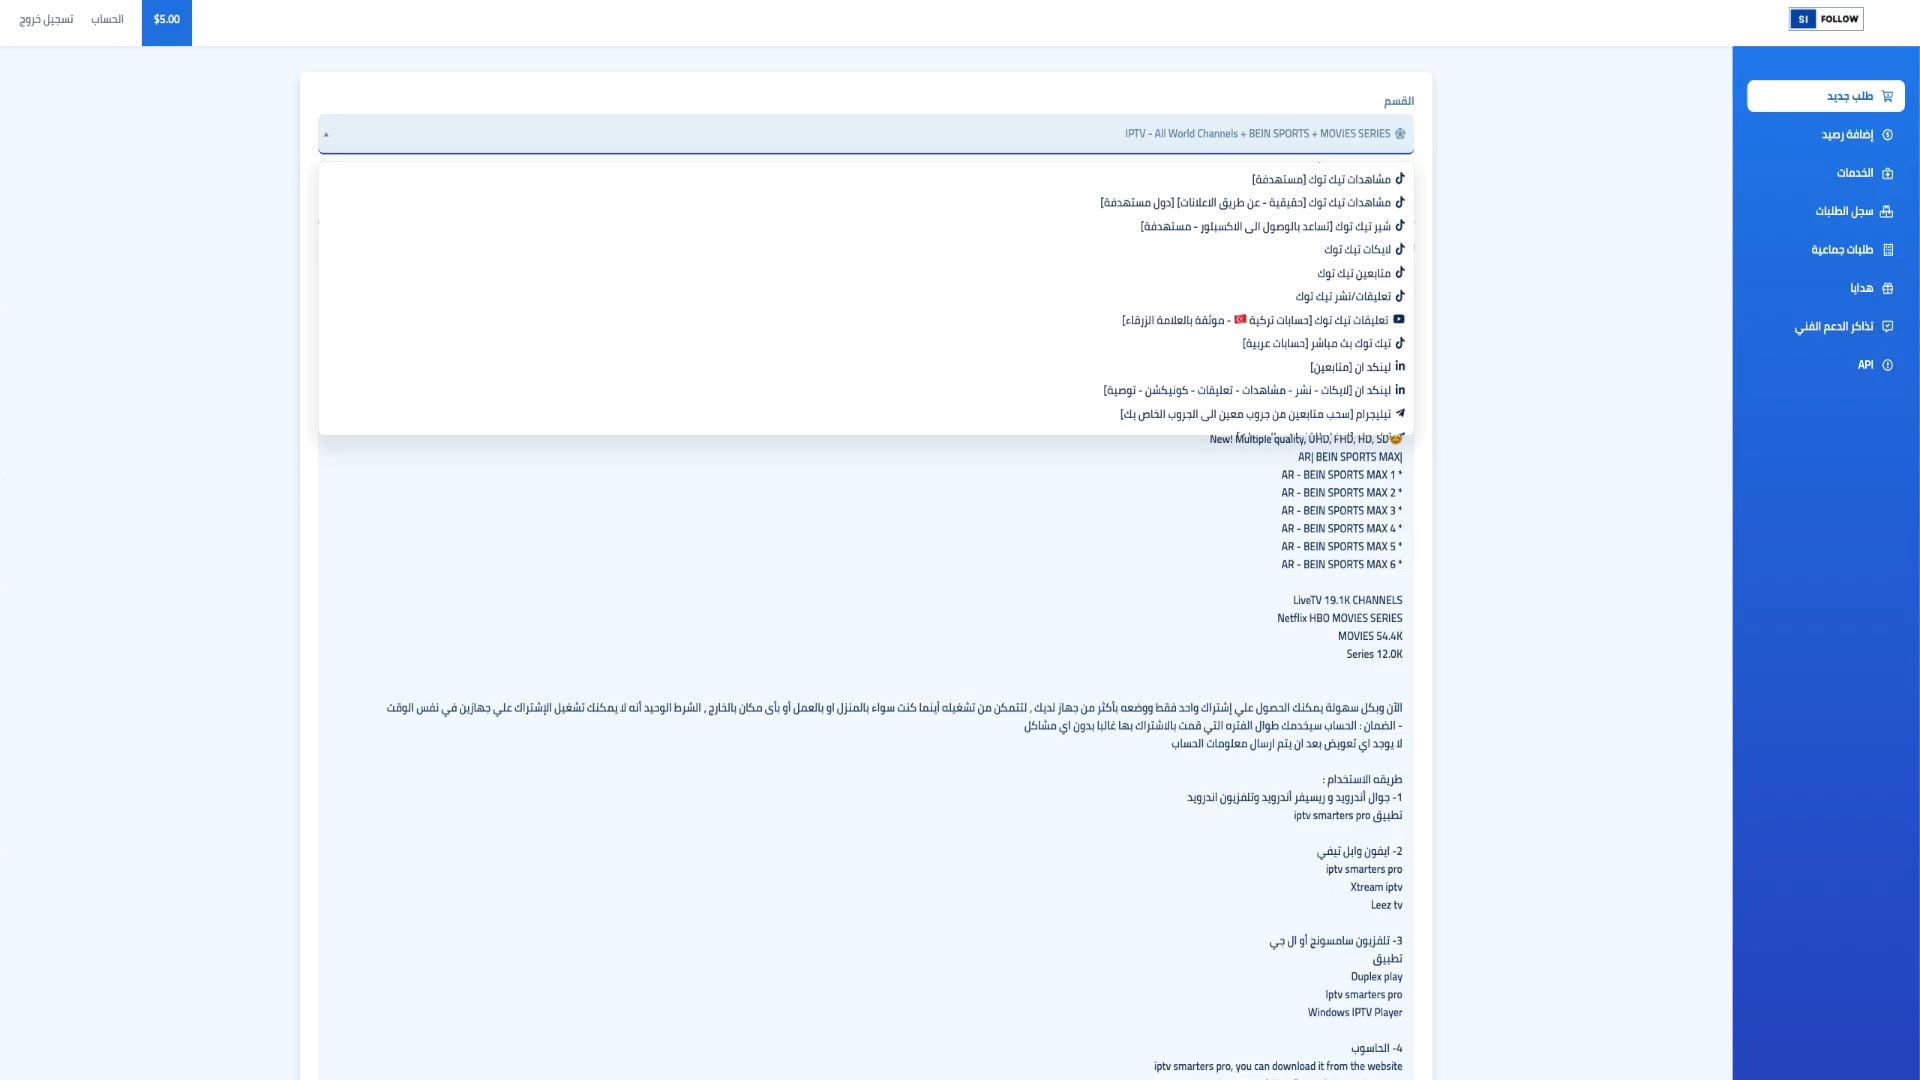 SI FOLLOW
$5.00
الحساب
تسجيل خروج
طلب جديد
إضافة رصيد
الخدمات
سجل الطلبات
طلبات جماعية
هدايا
تذاكر الدعم الفني
API
القسم
IPTV - All World Channels + BEIN SPORTS + MOVIES SERIES
مشاهدات تيك توك [مستهدفة]
مشاهدات تيك توك [حقيقية - عن طريق الاعلانات] [دول مستهدفة]
شير تيك توك [تساعد بالوصول الى الاكسبلور - مستهدفة]
لايكات تيك توك
متابعين تيك توك
تعليقات/نشر تيك توك
تعليقات تيك توك [حسابات تركية 🇹🇷 - موثقة بالعلامة الزرقاء]
تيك توك بث مباشر [حسابات عربية]
لينكد ان [متابعين]
لينكد ان [لايكات - نشر - مشاهدات - تعليقات - كونيكشن - توصية]
تيليجرام [سحب متابعين من جروب معين الى الجروب الخاص بك]
New! Multiple quality, UHD, FHD, HD, SD🤩
AR| BEIN SPORTS MAX|
AR - BEIN SPORTS MAX 1 *
AR - BEIN SPORTS MAX 2 *
AR - BEIN SPORTS MAX 3 *
AR - BEIN SPORTS MAX 4 *
AR - BEIN SPORTS MAX 5 *
AR - BEIN SPORTS MAX 6 *
LiveTV 19.1K CHANNELS
Netflix HBO MOVIES SERIES
MOVIES 54.4K
Series 12.0K
الآن وبكل سهولة يمكنك الحصول علي إشتراك واحد فقط ووضعه بأكثر من جهاز لديك , لتتمكن من تشغيله أينما كنت سواء بالمنزل او بالعمل أو بأى مكان بالخارج , الشرط الوحيد أنه لا يمكنك تشغيل الإشتراك علي جهازين في نفس الوقت
- الضمان : الحساب سيخدمك طوال الفتره التي قمت بالاشتراك بها غالبا بدون اي مشاكل
لا يوجد اي تعويض بعد ان يتم ارسال معلومات الحساب
طريقه الاستخدام :
1- جوال أندرويد و ريسيفر أندرويد وتلفزيون اندرويد
تطبيق iptv smarters pro
2- ايفون وابل تيفي
iptv smarters pro
Xtream iptv
Leez tv
3- تلفزيون سامسونج أو ال جي
تطبيق
Duplex play
Iptv smarters pro
Windows IPTV Player
4- الحاسوب
iptv smarters pro, you can download it from the website